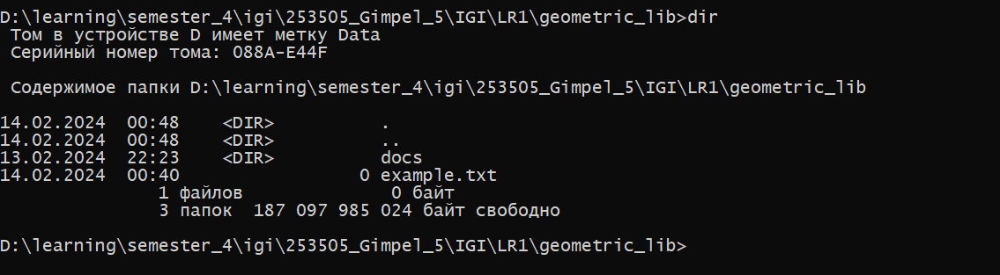 D:\learning\semester_4\igi\253505_Gimpel_5\IGI\LR1\geometric_lib>dir
Том в устройстве D имеет метку Data
Серийный номер тома: 088A-E44F
Содержимое папки D:\learning\semester_4\igi\253505_Gimpel_5\IGI\LR1\geometric_lib
14.02.2024  00:48    <DIR>          .
14.02.2024  00:48    <DIR>          ..
13.02.2024  22:23    <DIR>          docs
14.02.2024  00:40                 0 example.txt
1 файлов              0 байт
3 папок  187 097 985 024 байт свободно
D:\learning\semester_4\igi\253505_Gimpel_5\IGI\LR1\geometric_lib>